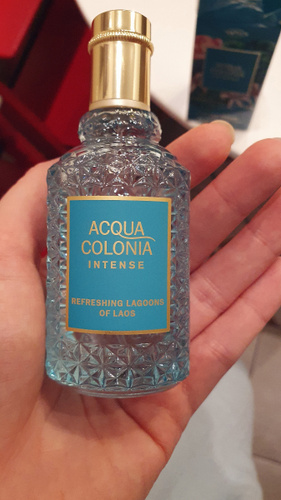 ACQUA
COLONIA
INTENSE
REFRESHING LAGOONS
OF LAOS